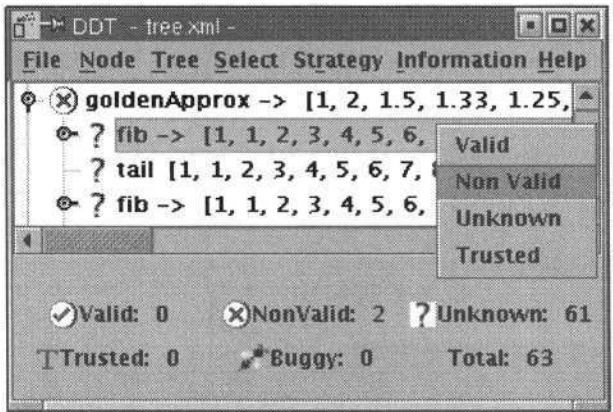 DDT - tree.xml -
File Node Tree Select Strategy Information Help
goldenApprox -> [1, 2, 1.5, 1.33, 1.25,
? fib -> [1, 1, 2, 3, 4, 5, 6,
? tail [1, 1, 2, 3, 4, 5, 6, 7,
? fib -> [1, 1, 2, 3, 4, 5, 6,
Valid
Non Valid
Unknown
Trusted
Valid: 0 NonValid: 2 ? Unknown: 61
T Trusted: 0 Buggy: 0 Total: 63